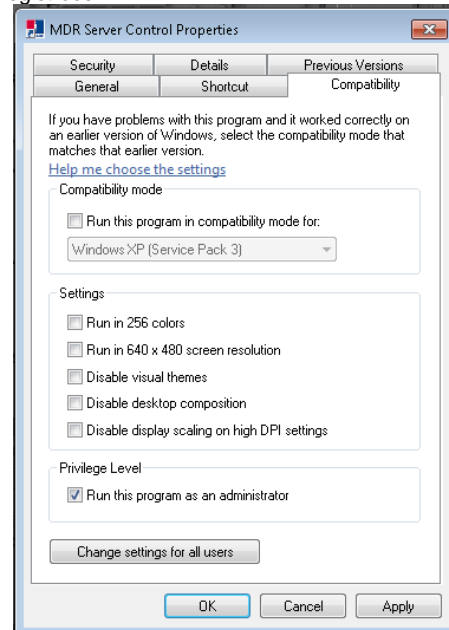 MDR Server Control Properties
Security Details Previous Versions
General Shortcut Compatibility
If you have problems with this program and it worked correctly on
an earlier version of Windows, select the compatibility mode that
matches that earlier version.
Help me choose the settings
Compatibility mode
Run this program in compatibility mode for:
Windows XP (Service Pack 3)
Settings
Run in 256 colors
Run in 640 x 480 screen resolution
Disable visual themes
Disable desktop composition
Disable display scaling on high DPI settings
Privilege Level
Run this program as an administrator
Change settings for all users
OK Cancel Apply